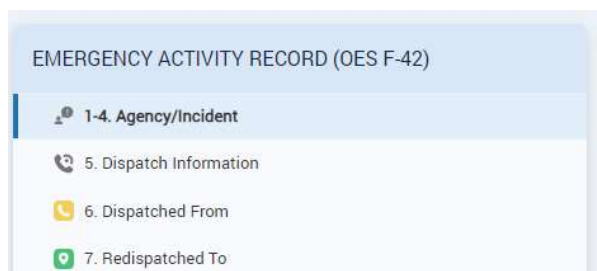 EMERGENCY ACTIVITY RECORD (OES F-42)
1-4. Agency/Incident
5. Dispatch Information
6. Dispatched From
7. Redispatched To